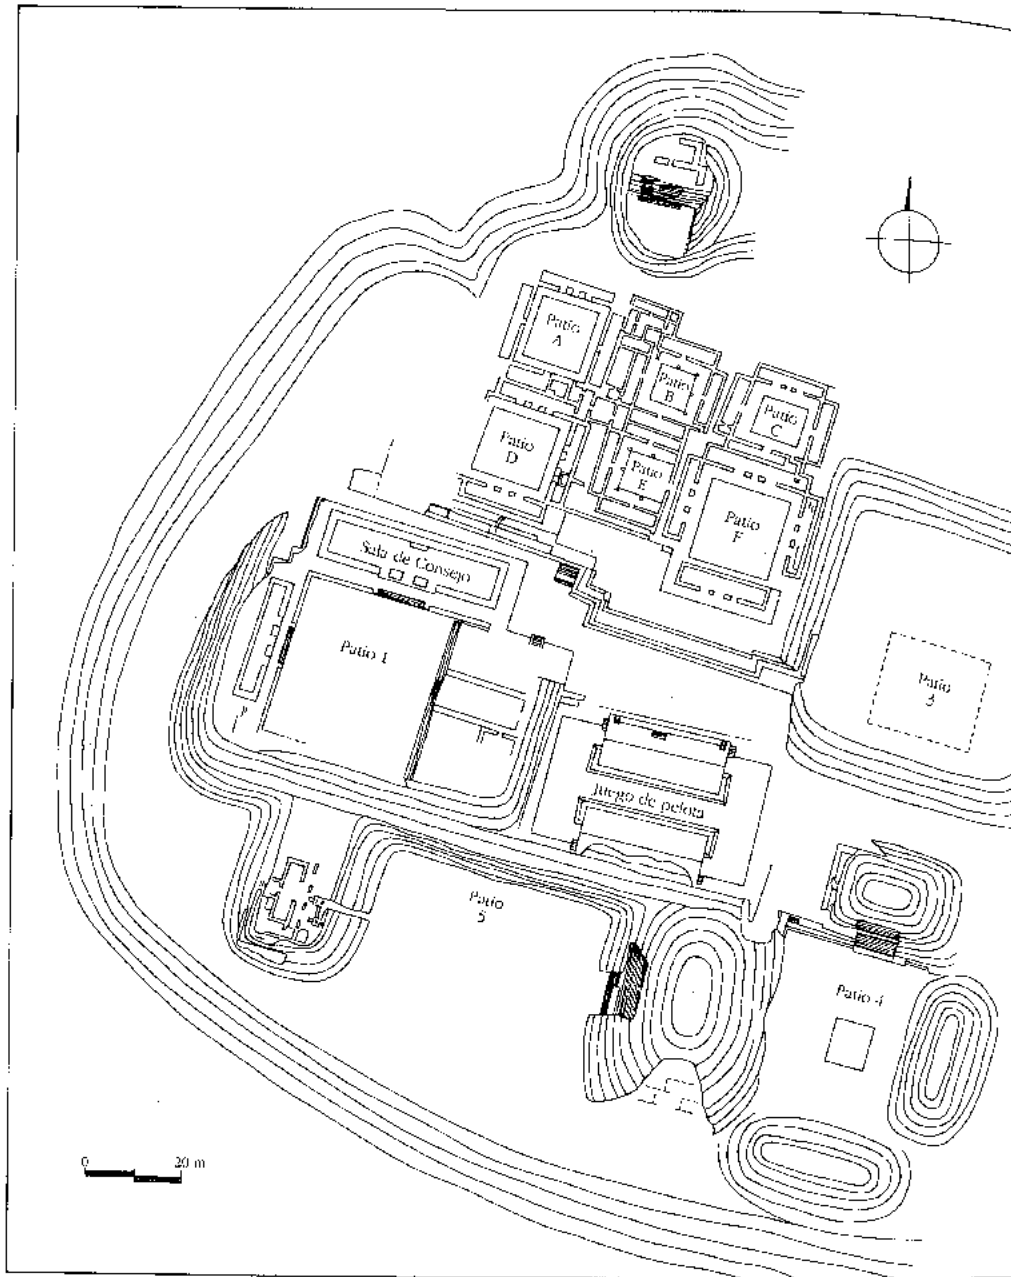 Patio
A
Patio
B
Patio
C
Patio
D
Patio
E
Patio
F
Sala de Consejo
Patio 1
Patio
3
Juego de pelota
Patio
5
Patio 4
0 20 m